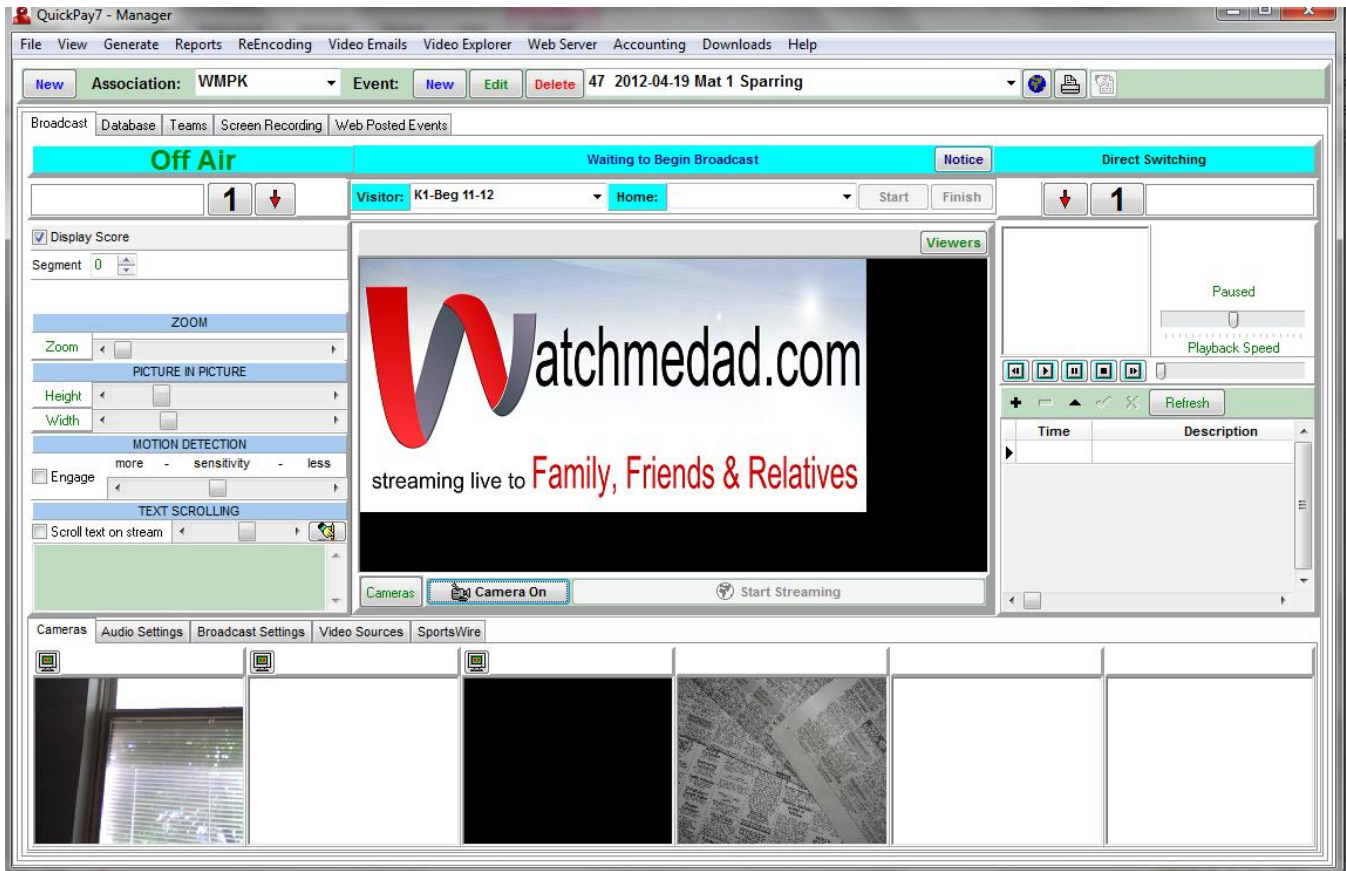 QuickPay7 - Manager
File View Generate Reports ReEncoding Video Emails Video Explorer Web Server Accounting Downloads Help
New Association: WMPK Event: New Edit Delete 47 2012-04-19 Mat 1 Sparring
Broadcast Database Teams Screen Recording Web Posted Events
Off Air Waiting to Begin Broadcast Notice Direct Switching
1 Visitor: K1-Beg 11-12 Home: Start Finish 1
Display Score
Viewers
Segment 0
Paused
ZOOM
Zoom
Playback Speed
PICTURE IN PICTURE
Height
Width
Refresh
Time Description
MOTION DETECTION
more - sensitivity - less
Engage
TEXT SCROLLING
Scroll text on stream
Watchmedad.com
streaming live to Family, Friends & Relatives
Cameras Camera On Start Streaming
Cameras Audio Settings Broadcast Settings Video Sources SportsWire